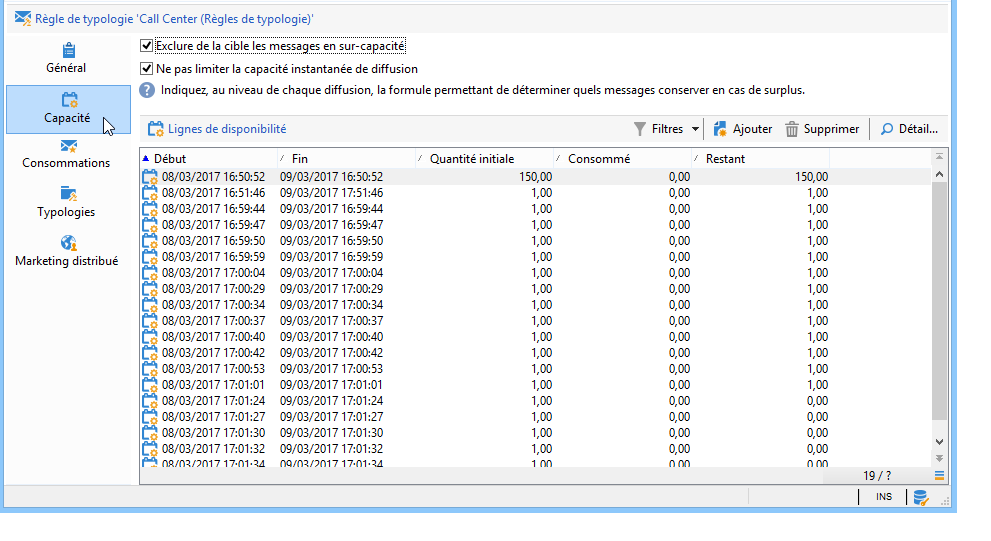 Règle de typologie 'Call Center (Règles de typologie)'
Général
Capacité
Consommations
Typologies
Marketing distribué
Exclure de la cible les messages en sur-capacité
Ne pas limiter la capacité instantanée de diffusion
Indiquez, au niveau de chaque diffusion, la formule permettant de déterminer quels messages conserver en cas de surplus.
Lignes de disponibilité Filtres Ajouter Supprimer Détail...
Début Fin Quantité initiale Consommé Restant
08/03/2017 16:50:52 09/03/2017 16:50:52 150,00 0,00 150,00
08/03/2017 16:51:46 09/03/2017 17:51:46 1,00 0,00 1,00
08/03/2017 16:59:44 09/03/2017 16:59:44 1,00 0,00 1,00
08/03/2017 16:59:47 09/03/2017 16:59:47 1,00 0,00 1,00
08/03/2017 16:59:50 09/03/2017 16:59:50 1,00 0,00 1,00
08/03/2017 16:59:59 09/03/2017 16:59:59 1,00 0,00 1,00
08/03/2017 17:00:04 09/03/2017 17:00:04 1,00 0,00 1,00
08/03/2017 17:00:29 09/03/2017 17:00:29 1,00 0,00 1,00
08/03/2017 17:00:34 09/03/2017 17:00:34 1,00 0,00 1,00
08/03/2017 17:00:37 09/03/2017 17:00:37 1,00 0,00 1,00
08/03/2017 17:00:40 09/03/2017 17:00:40 1,00 0,00 1,00
08/03/2017 17:00:42 09/03/2017 17:00:42 1,00 0,00 1,00
08/03/2017 17:00:53 09/03/2017 17:00:53 1,00 0,00 1,00
08/03/2017 17:01:01 09/03/2017 17:01:01 1,00 0,00 1,00
08/03/2017 17:01:24 09/03/2017 17:01:24 1,00 0,00 0,00
08/03/2017 17:01:27 09/03/2017 17:01:27 1,00 0,00 0,00
08/03/2017 17:01:30 09/03/2017 17:01:30 1,00 0,00 0,00
08/03/2017 17:01:32 09/03/2017 17:01:32 1,00 0,00 0,00
08/03/2017 17:01:34 09/03/2017 17:01:34 1,00 0,00 0,00
19 / ?
INS